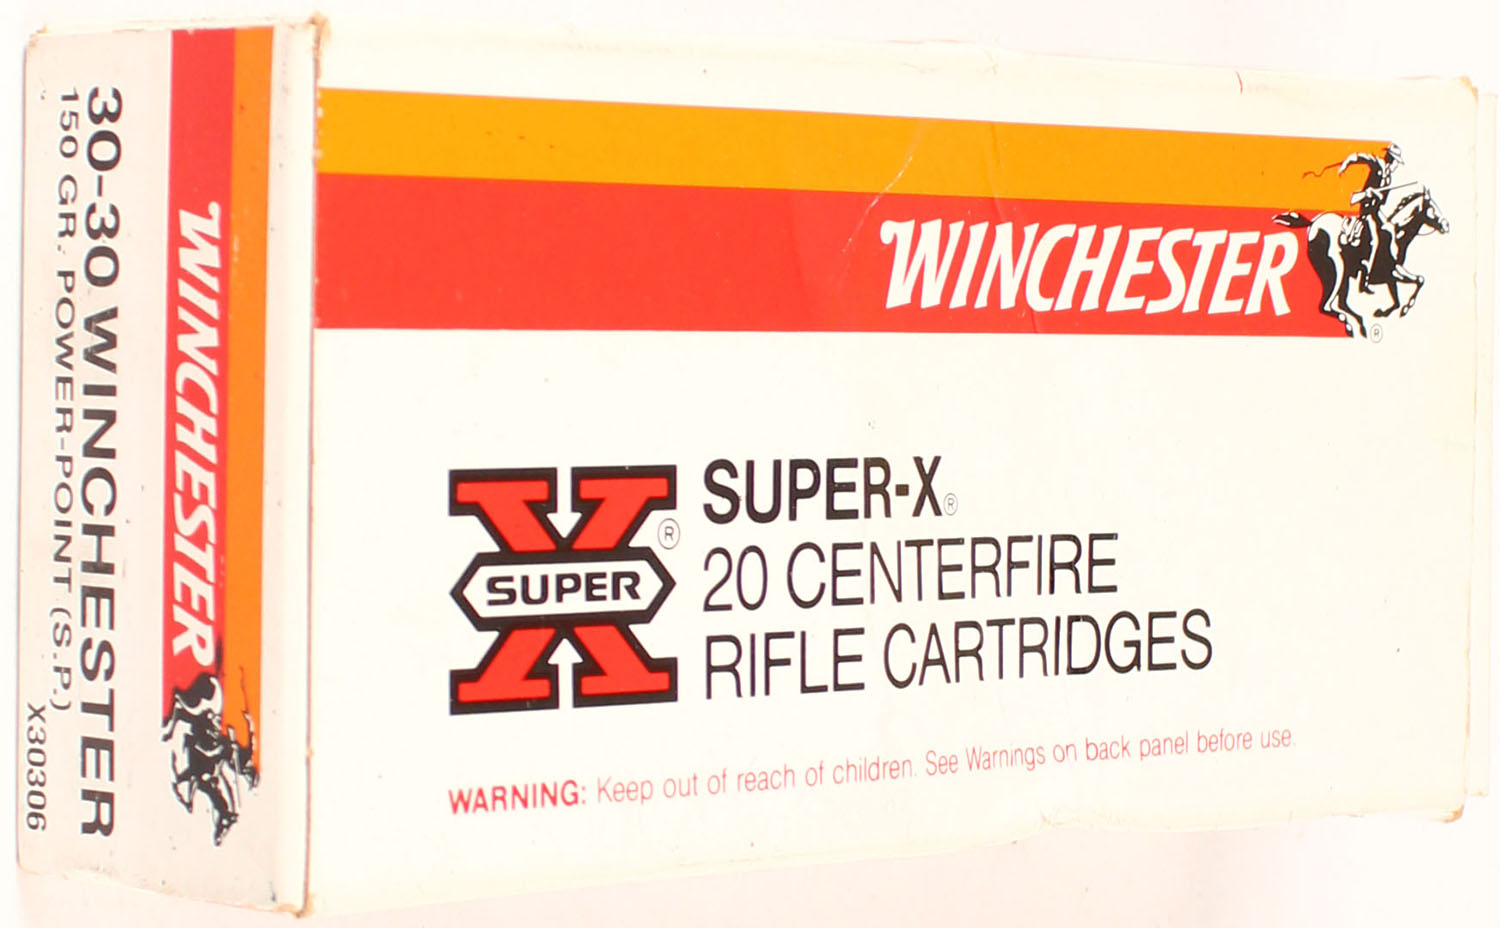 30-30 WINCHESTER
150 GR. POWER-POINT (S.P.)
X30306
WINCHESTER
WINCHESTER
®
SUPER
®
SUPER-X®
20 CENTERFIRE
RIFLE CARTRIDGES
WARNING: Keep out of reach of children. See Warnings on back panel before use.